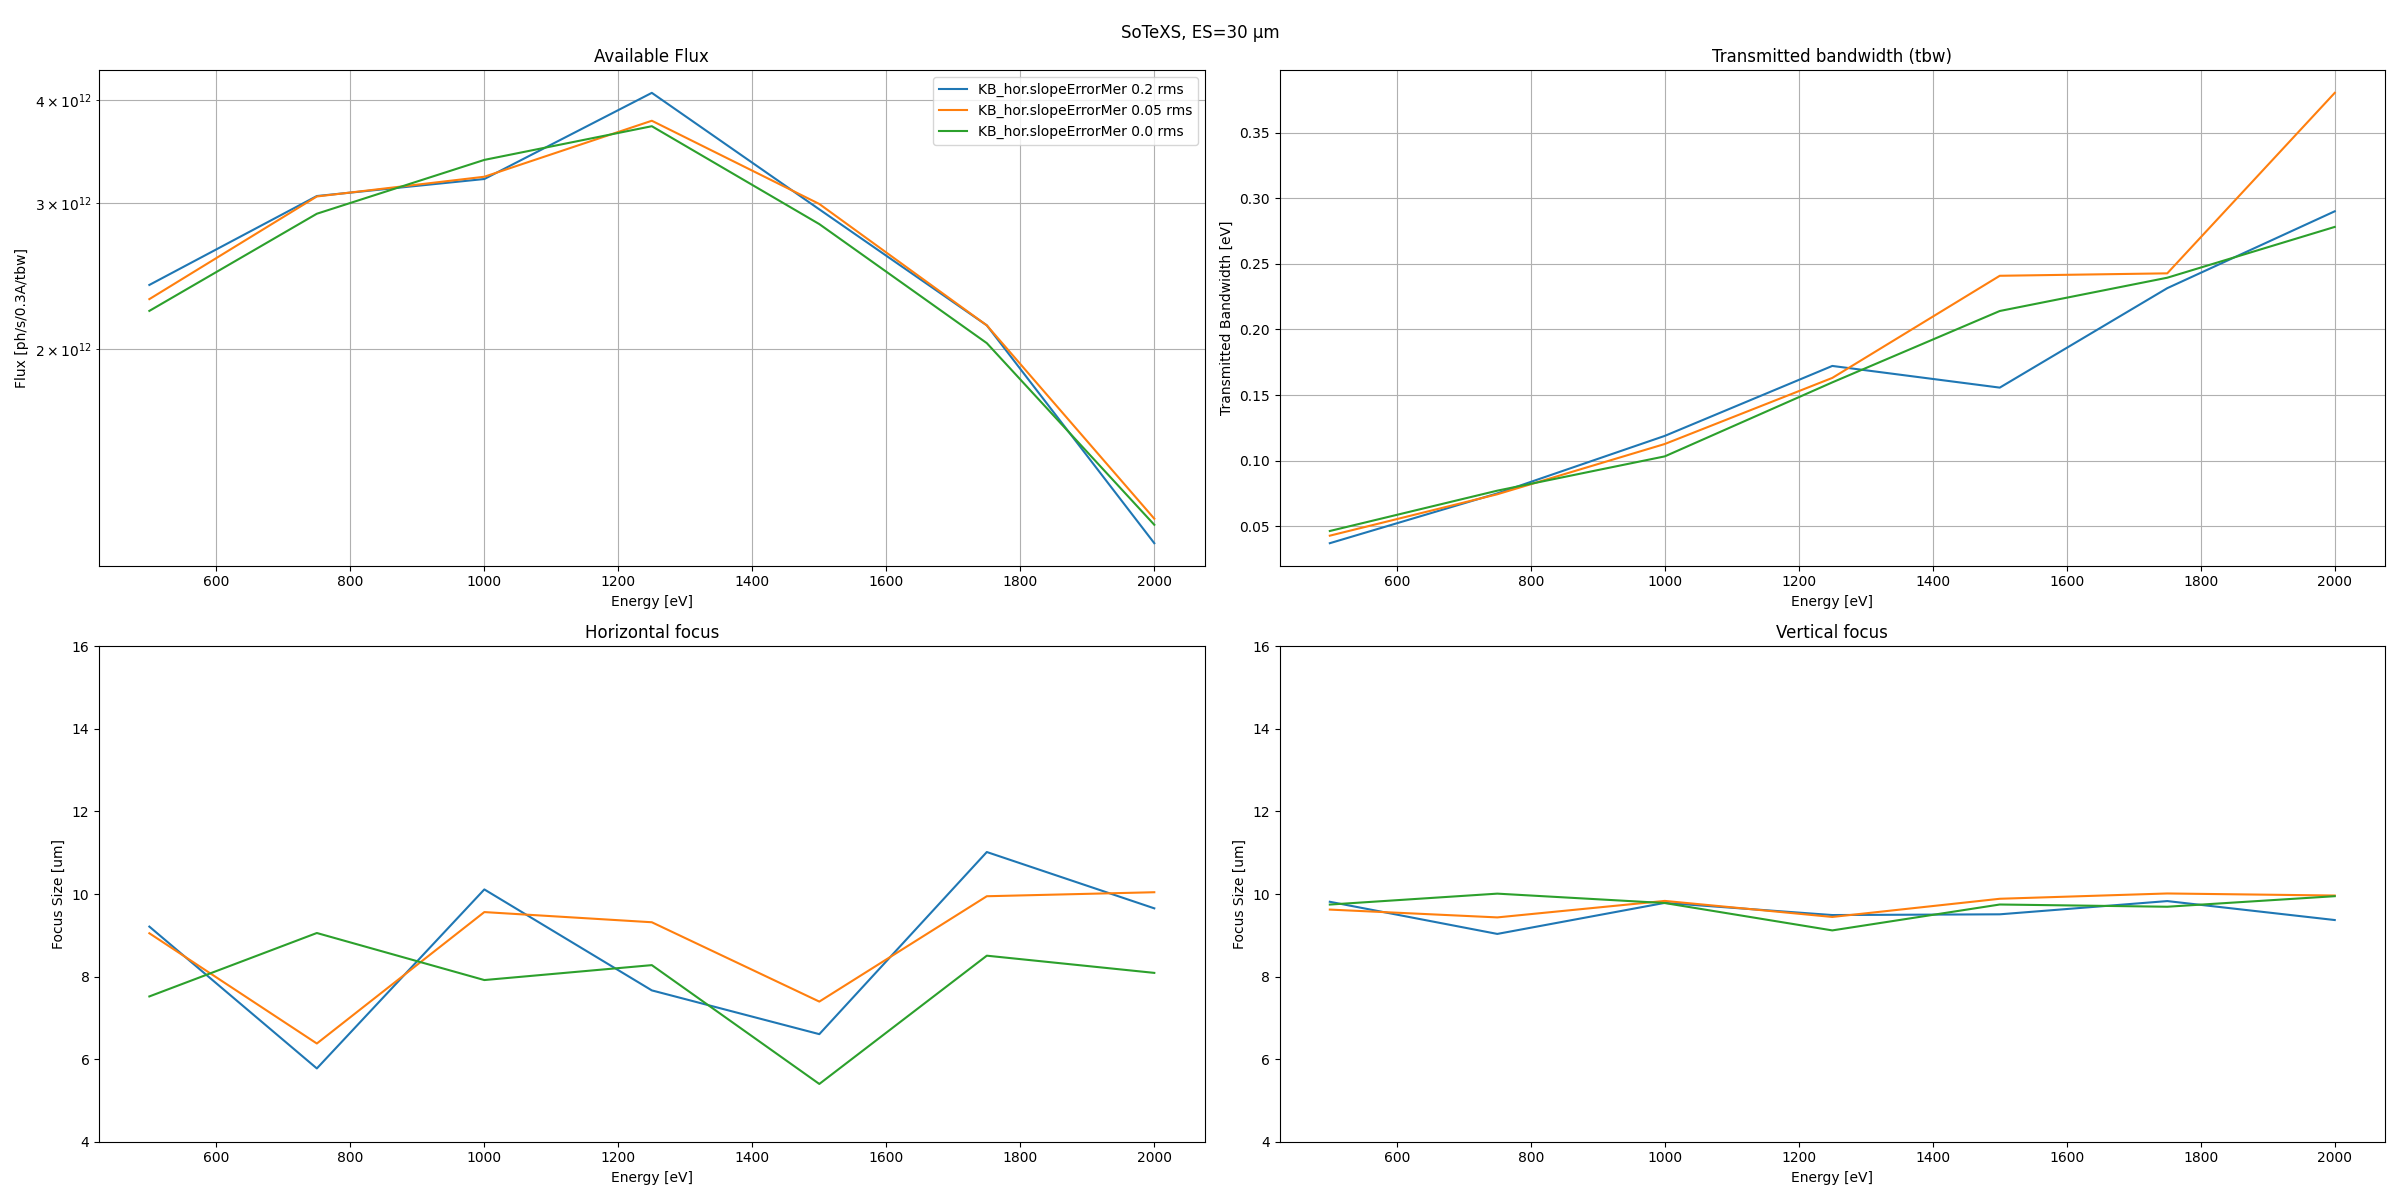 SoTeXS, ES=30 μm
Available Flux
Flux [ph/s/0.3A/tbw]
4 × 10¹²
3 × 10¹²
2 × 10¹²
KB_hor.slopeErrorMer 0.2 rms
KB_hor.slopeErrorMer 0.05 rms
KB_hor.slopeErrorMer 0.0 rms
600 800 1000 1200 1400 1600 1800 2000
Energy [eV]
Transmitted bandwidth (tbw)
Transmitted Bandwidth [eV]
0.35
0.30
0.25
0.20
0.15
0.10
0.05
600 800 1000 1200 1400 1600 1800 2000
Energy [eV]
Horizontal focus
Focus Size [um]
16
14
12
10
8
6
4
600 800 1000 1200 1400 1600 1800 2000
Energy [eV]
Vertical focus
Focus Size [um]
16
14
12
10
8
6
4
600 800 1000 1200 1400 1600 1800 2000
Energy [eV]